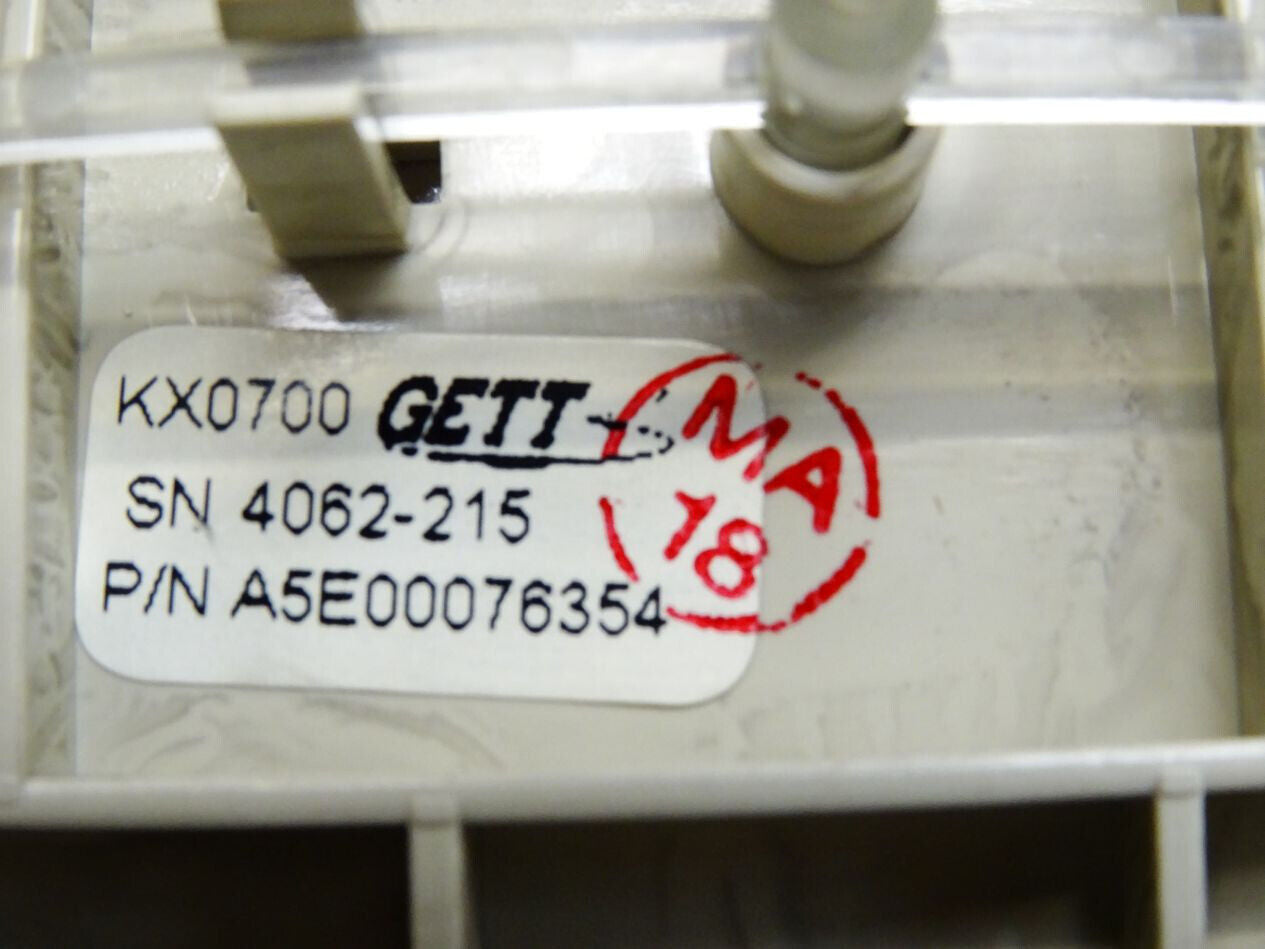 KX0700 GETT
SN 4062-215
P/N A5E00076354
MA
18